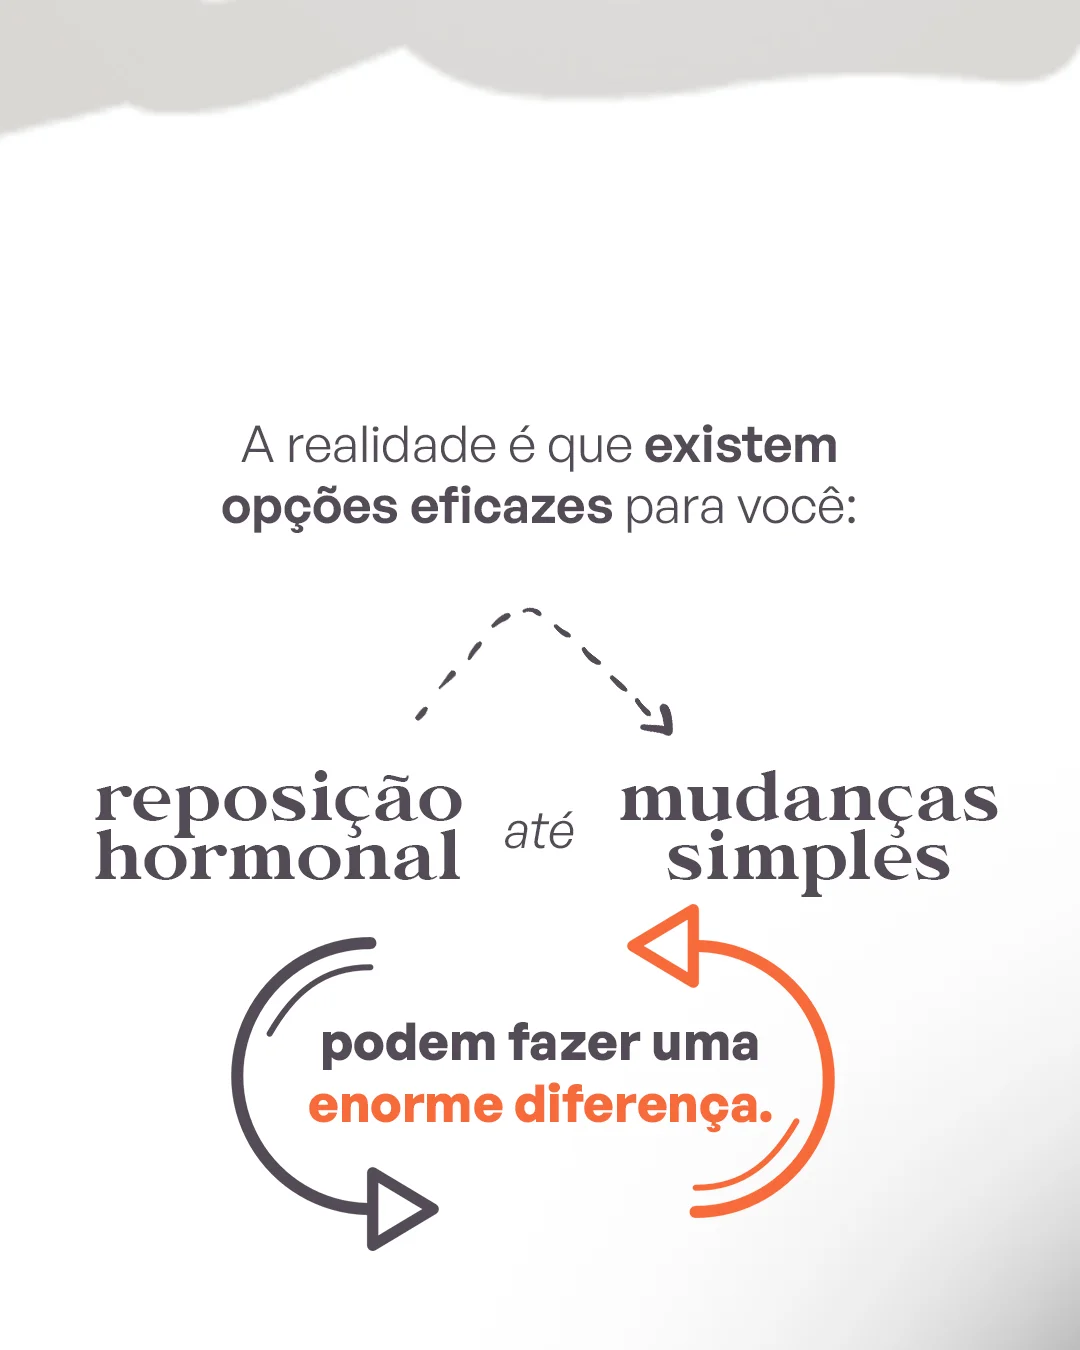 A realidade é que existem
opções eficazes para você:
reposição
hormonal
até
mudanças
simples
podem fazer uma
enorme diferença.